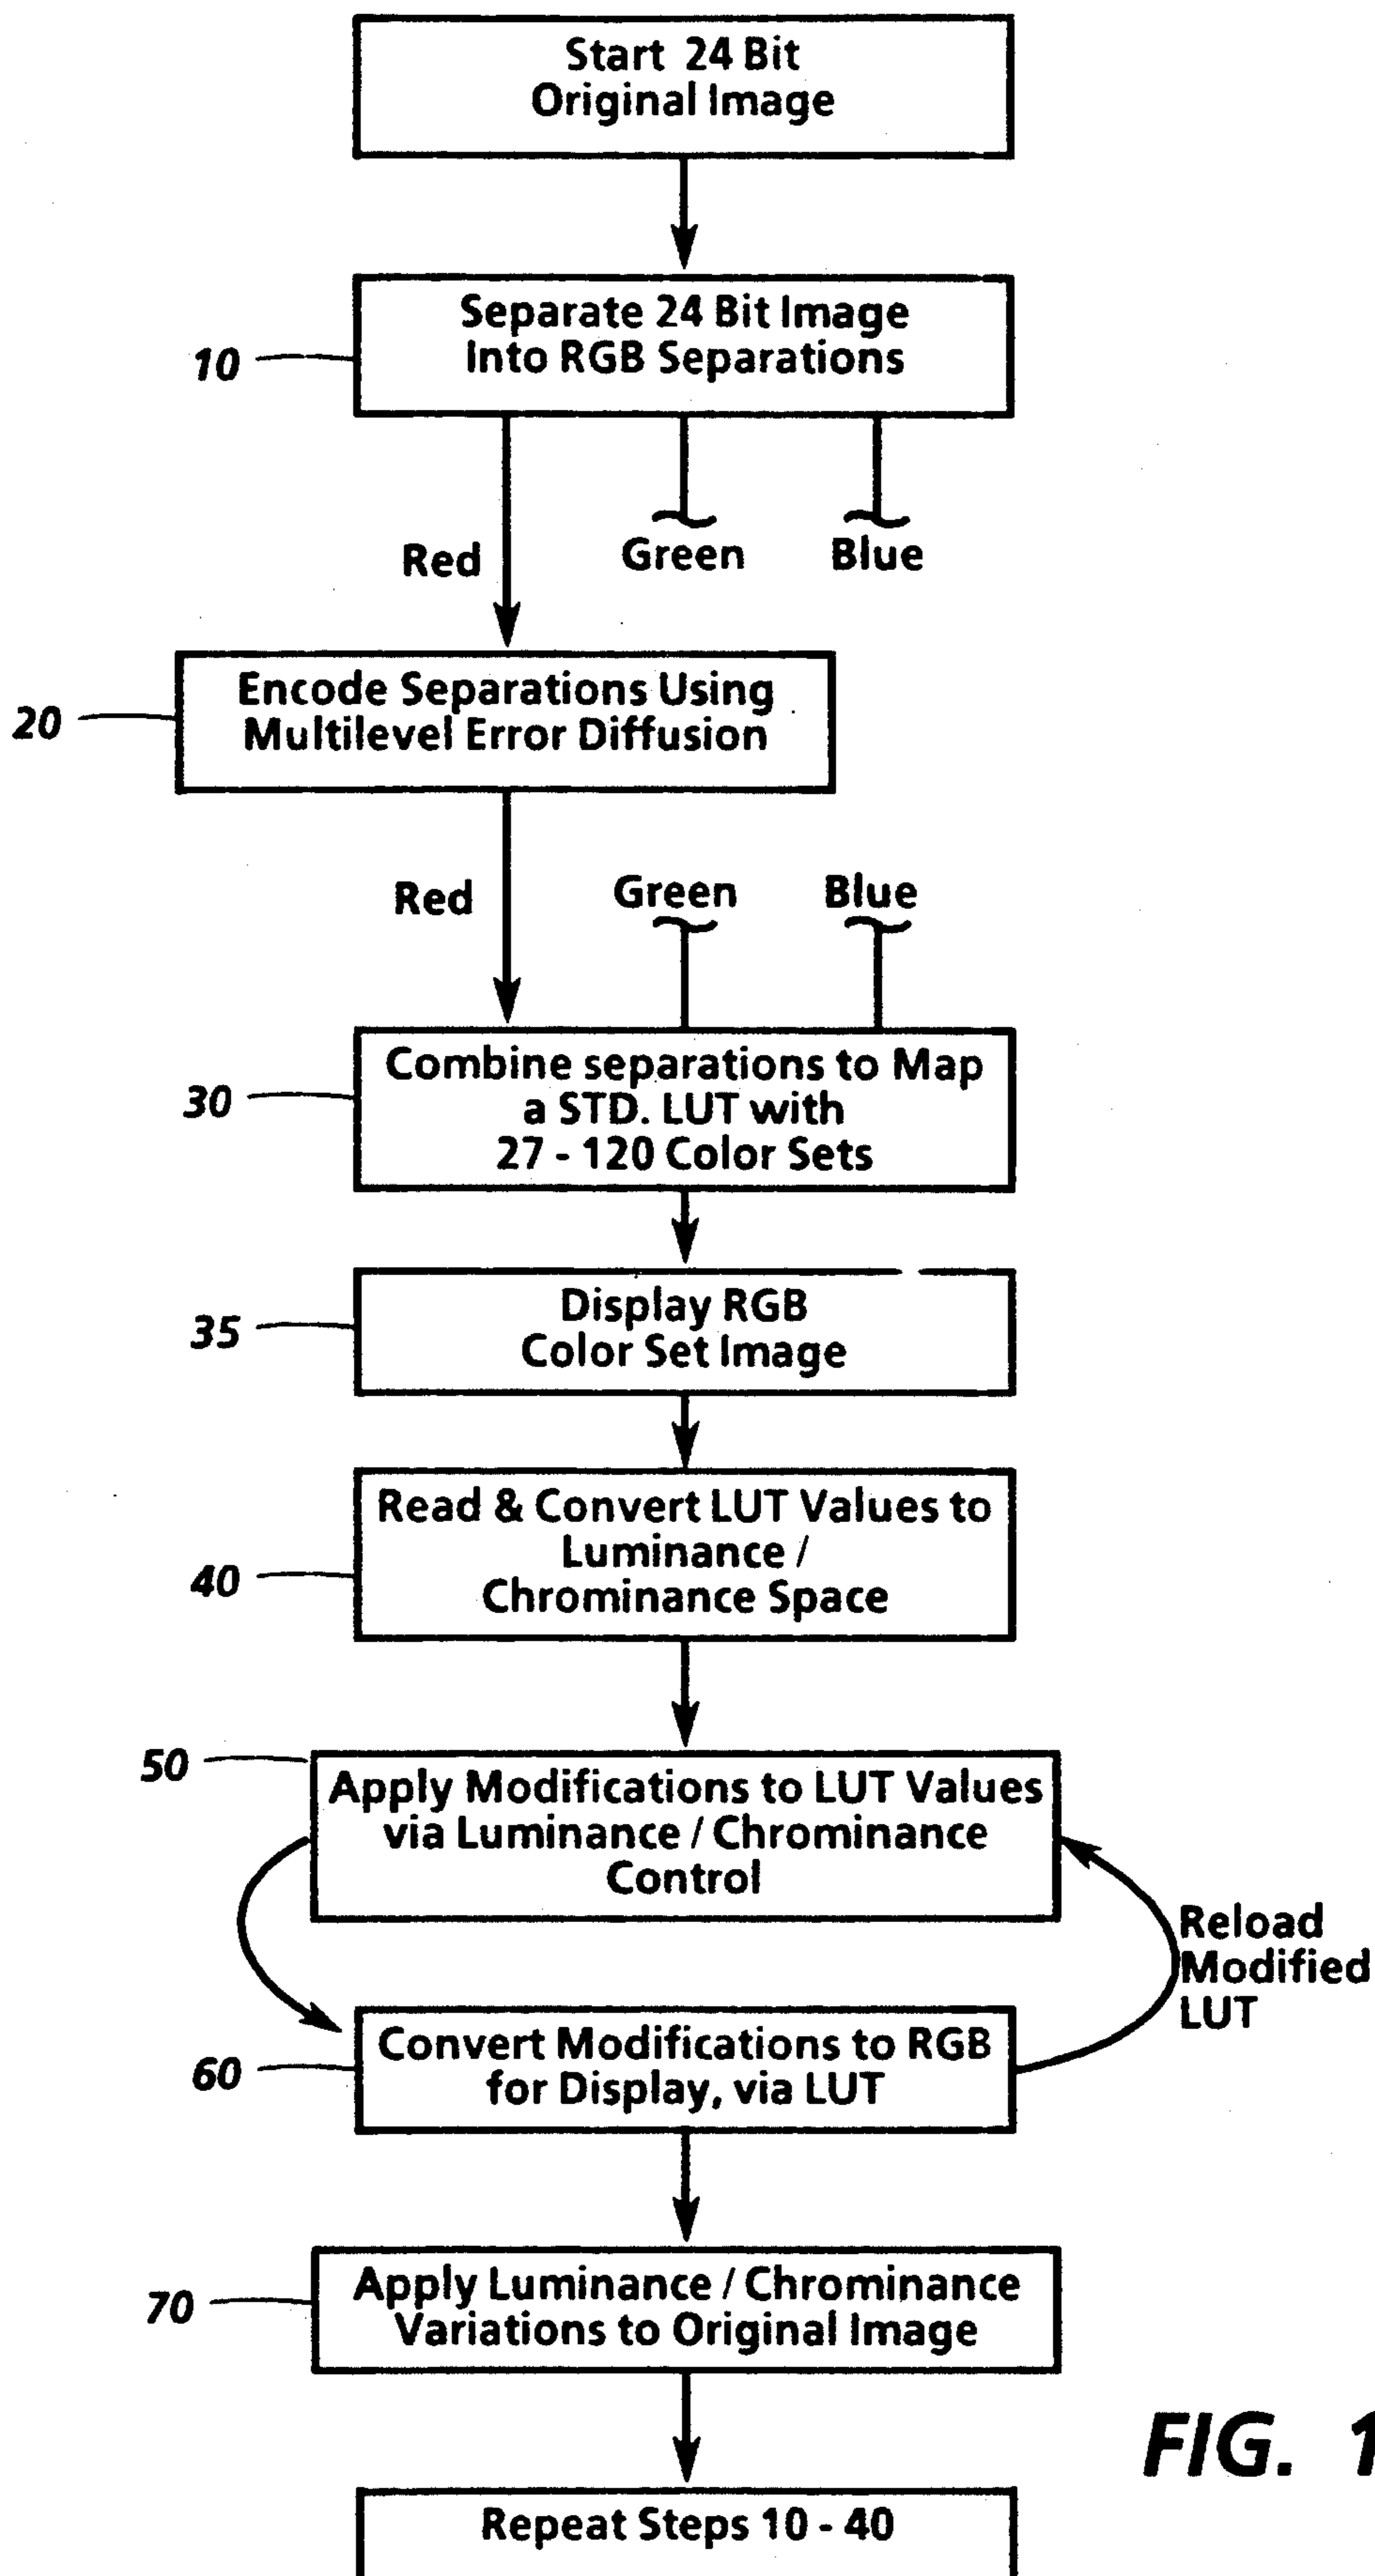 Start 24 Bit
Original Image
10
Separate 24 Bit Image
Into RGB Separations
Red
Green
Blue
20
Encode Separations Using
Multilevel Error Diffusion
Red
Green
Blue
30
Combine separations to Map
a STD. LUT with
27 - 120 Color Sets
35
Display RGB
Color Set Image
40
Read & Convert LUT Values to
Luminance /
Chrominance Space
50
Apply Modifications to LUT Values
via Luminance / Chrominance
Control
Reload
Modified
LUT
60
Convert Modifications to RGB
for Display, via LUT
70
Apply Luminance / Chrominance
Variations to Original Image
FIG. 1
Repeat Steps 10 - 40